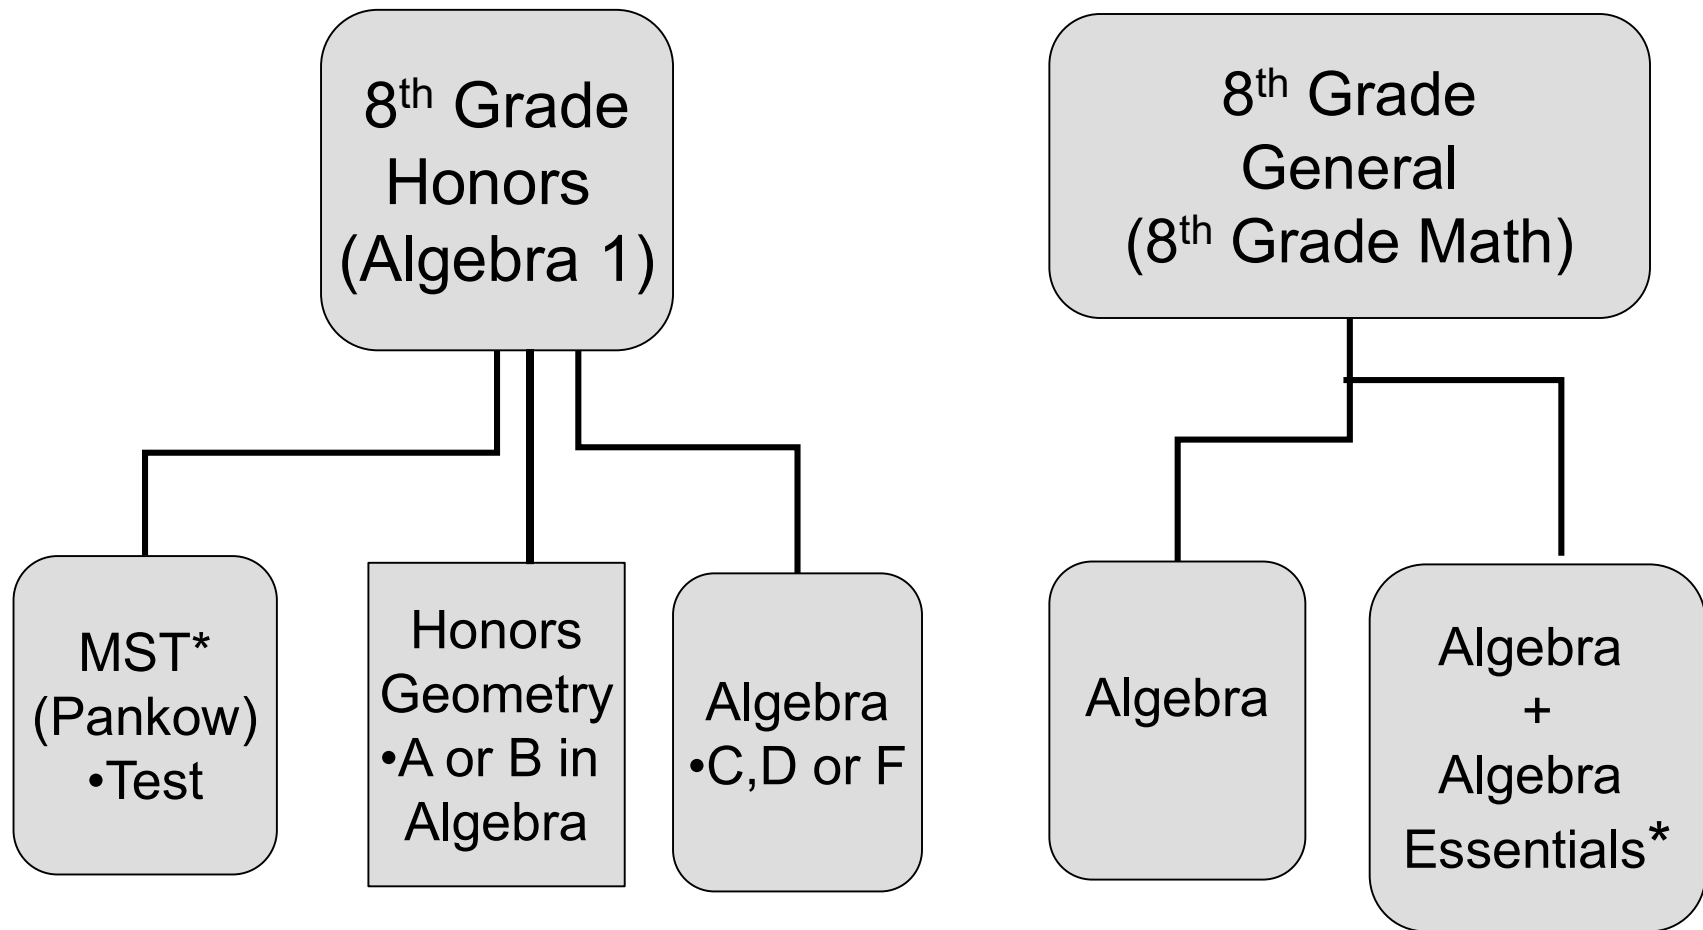 8th Grade
Honors
(Algebra 1)
8th Grade
General
(8th Grade Math)
MST*
(Pankow)
•Test
Honors
Geometry
•A or B in
Algebra
Algebra
•C,D or F
Algebra
Algebra
+
Algebra
Essentials*